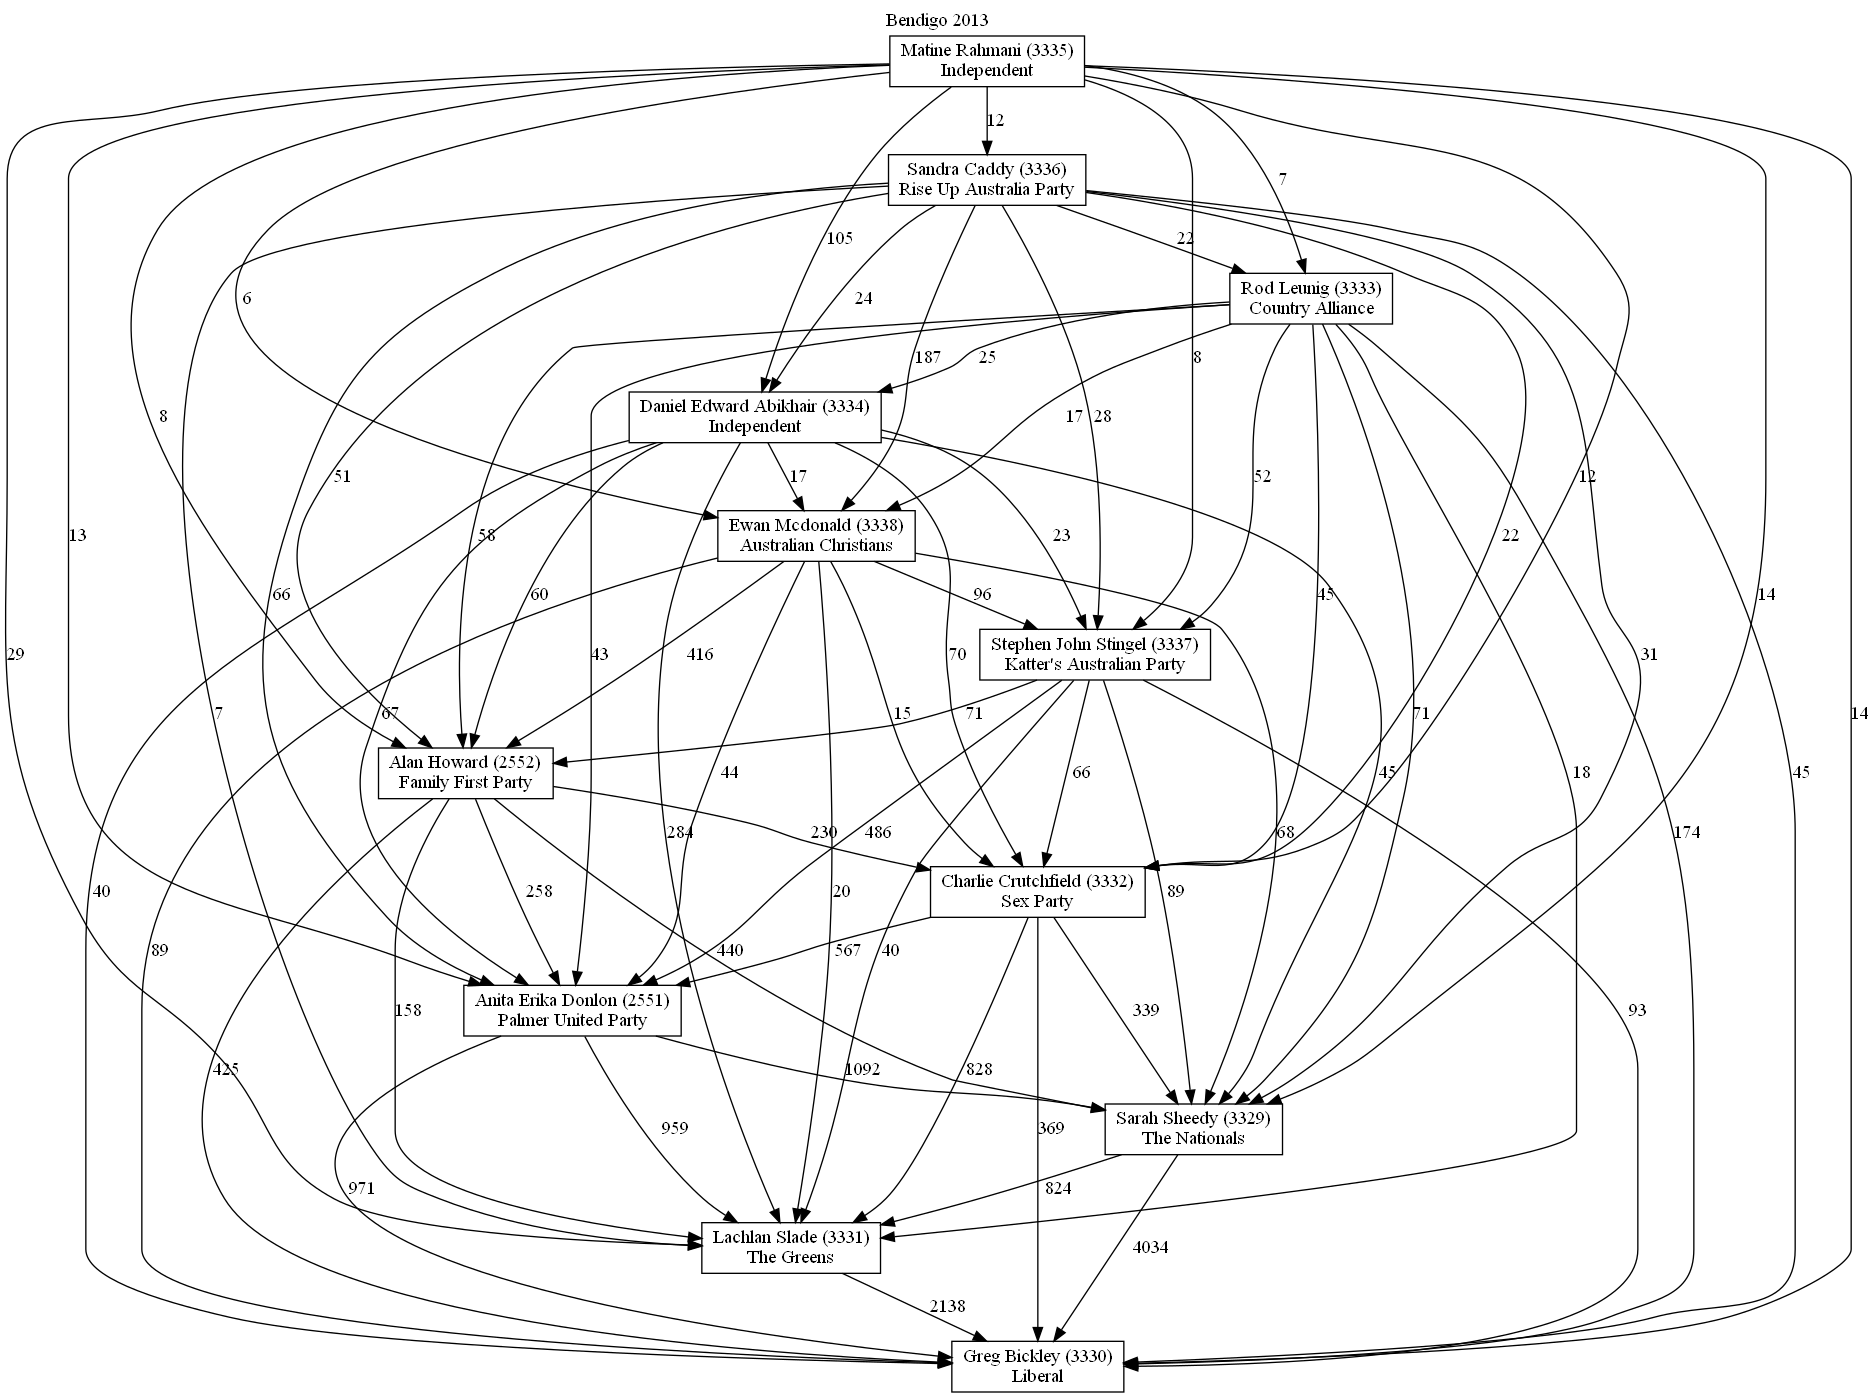 Bendigo 2013
Matine Rahmani (3335)
Independent
12
Sandra Caddy (3336)
Rise Up Australia Party
7
105
22
24
6
Rod Leunig (3333)
Country Alliance
187
25
8
Daniel Edward Abikhair (3334)
Independent
8
17
28
51
17
52
12
Ewan Mcdonald (3338)
Australian Christians
13
58
23
22
66
60
96
45
14
Stephen John Stingel (3337)
Katter's Australian Party
29
43
416
70
31
7
67
15
71
71
14
Alan Howard (2552)
Family First Party
44
66
45
18
45
284
230
486
68
174
Charlie Crutchfield (3332)
Sex Party
40
258
20
89
89
440
567
40
Anita Erika Donlon (2551)
Palmer United Party
158
339
93
425
1092
828
Sarah Sheedy (3329)
The Nationals
959
369
971
824
Lachlan Slade (3331)
The Greens
4034
2138
Greg Bickley (3330)
Liberal